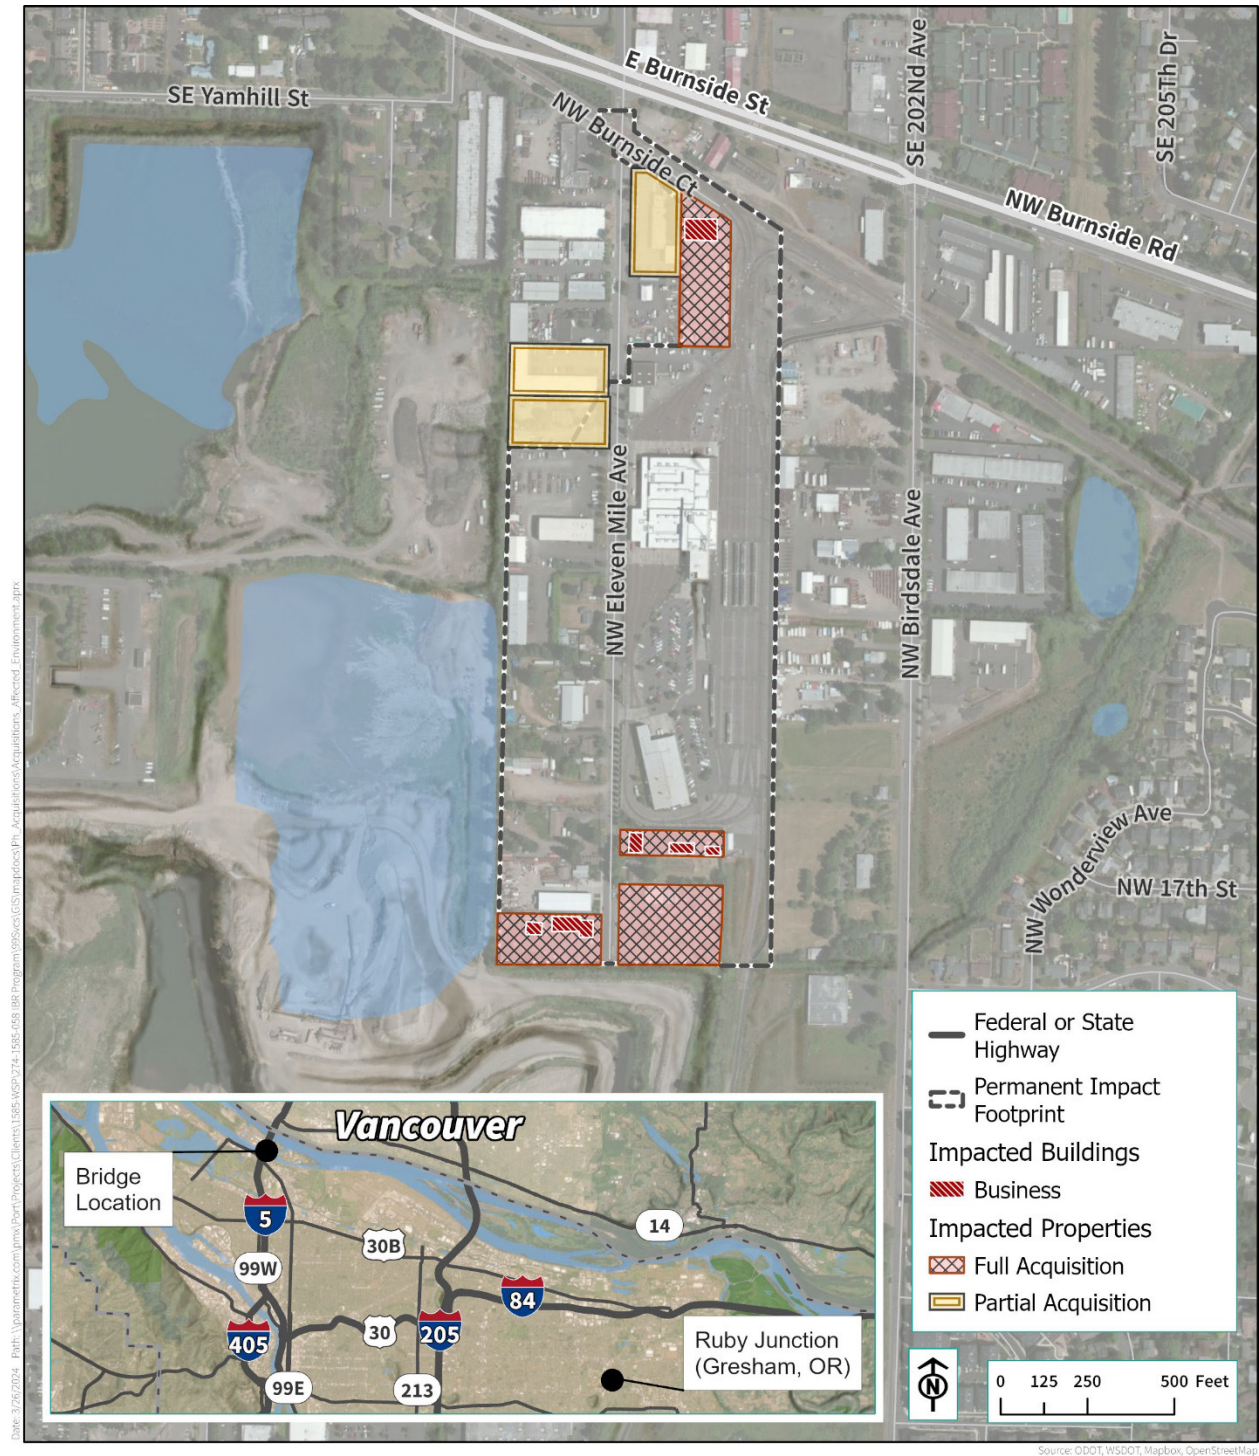 E Burnside St
SE 202Nd Ave
SE 205Th Dr
SE Yamhill St
NW Burnside Ct
NW Burnside Rd
NW Eleven Mile Ave
NW Birdsdale Ave
NW Wonderview Ave
NW 17th St
Federal or State
Highway
Permanent Impact
Footprint
Impacted Buildings
Business
Impacted Properties
Full Acquisition
Partial Acquisition
Vancouver
Bridge
Location
5
14
30B
99W
84
405
30
205
Ruby Junction
(Gresham, OR)
99E
213
N
0 125 250 500 Feet
Source: ODOT, WSDOT, Mapbox, OpenStreetMap